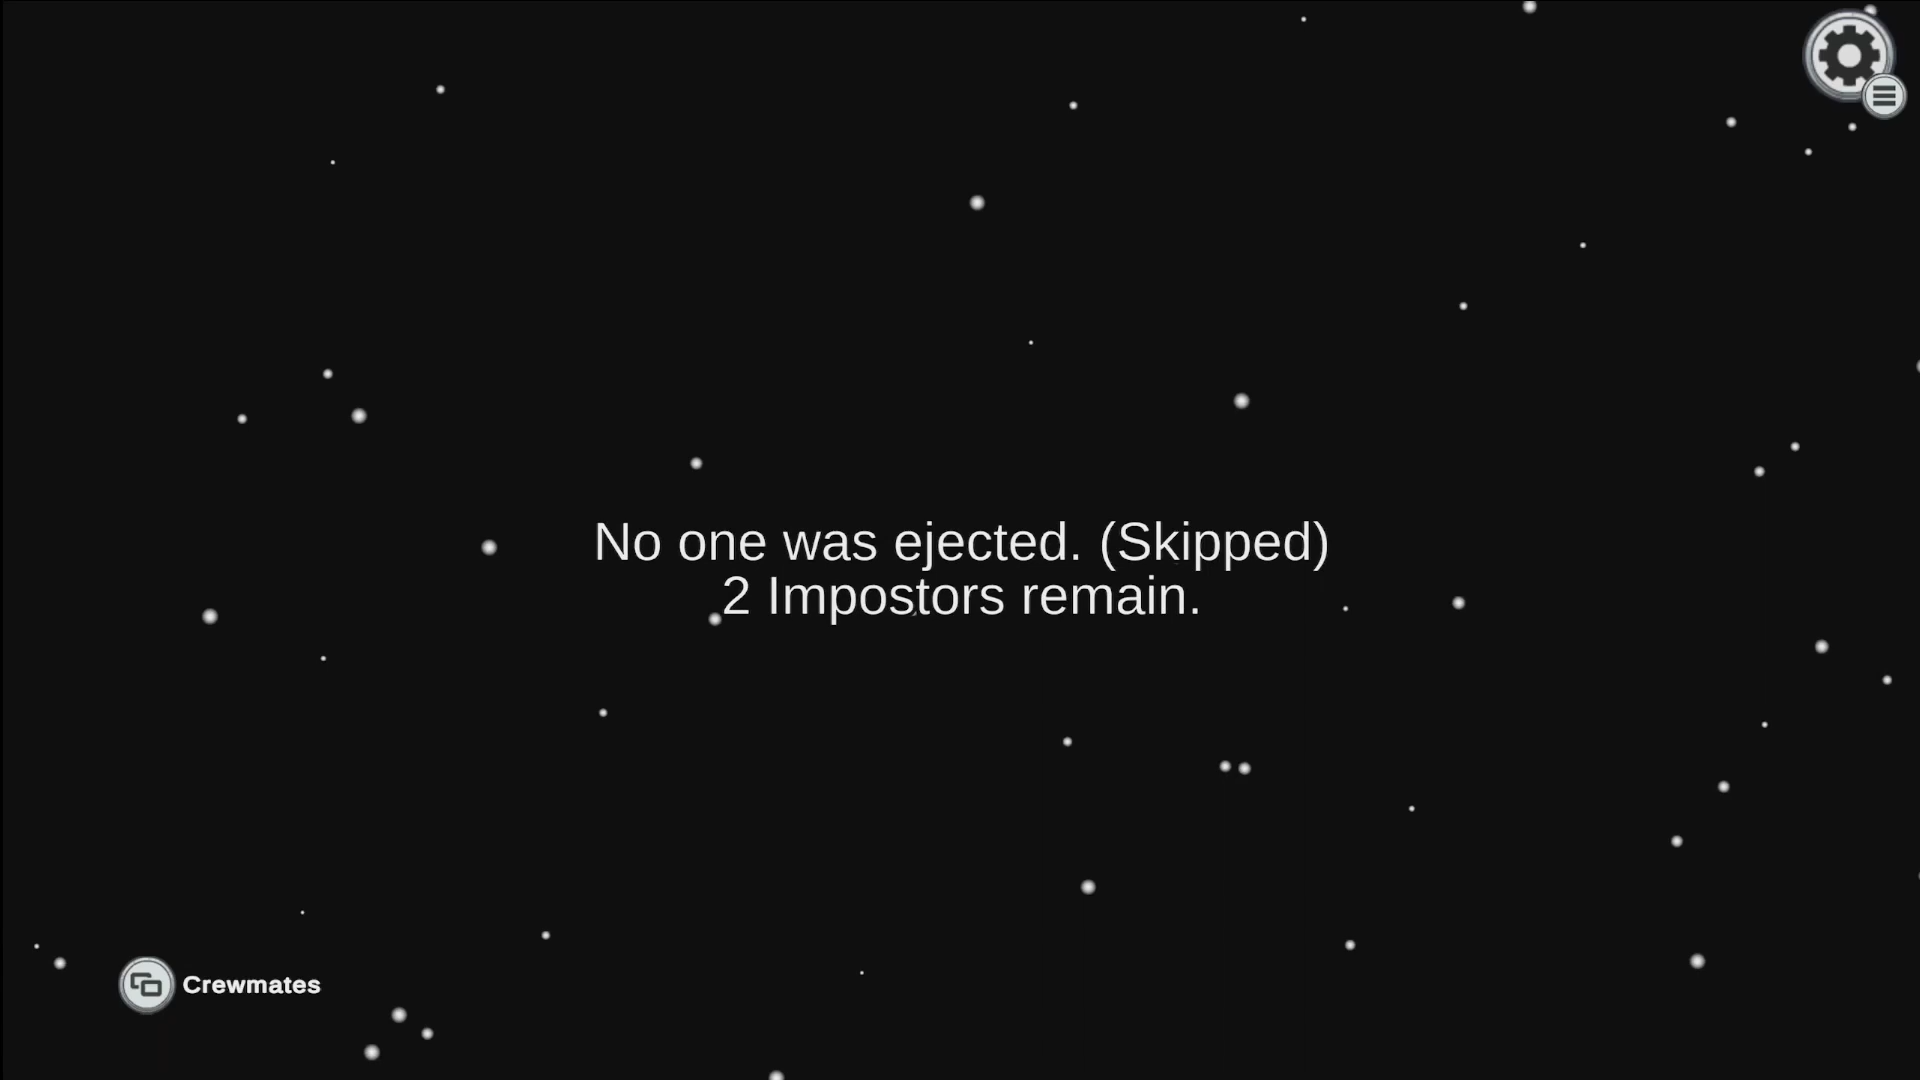 No one was ejected. (Skipped)
2 Impostors remain.
Crewmates